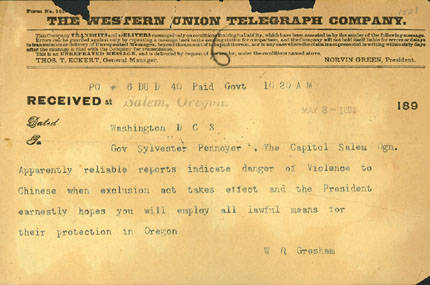 Form No.
THE WESTERN UNION TELEGRAPH COMPANY.
This Company TRANSMITS and DELIVERS messages only on conditions limiting its liability, which have been assented to by the sender of the following message.
Errors can be guarded against only by repeating a message back to the sending station for comparison, and the Company will not hold itself liable for errors or delays
in transmission or delivery of Unrepeated Messages, beyond the amount of tolls paid thereon, nor in any case where the claim is not presented in writing within sixty days
after the message is filed with the Company for transmission.
This is an UNREPEATED MESSAGE, and is delivered by request of the sender, under the conditions named above.
THOS. T. ECKERT, General Manager. NORVIN GREEN, President.
PO 6 DU D 40 Paid Govt 10 20 A M
RECEIVED at Salem, Oregon. 189
Dated Washington D C 3
To Gov Sylvester Pennoyer, The Capitol Salem Ogn.
Apparently reliable reports indicate danger of Violence to
Chinese when exclusion act takes effect and the President
earnestly hopes you will employ all lawful means for
their protection in Oregon.
W Q Gresham